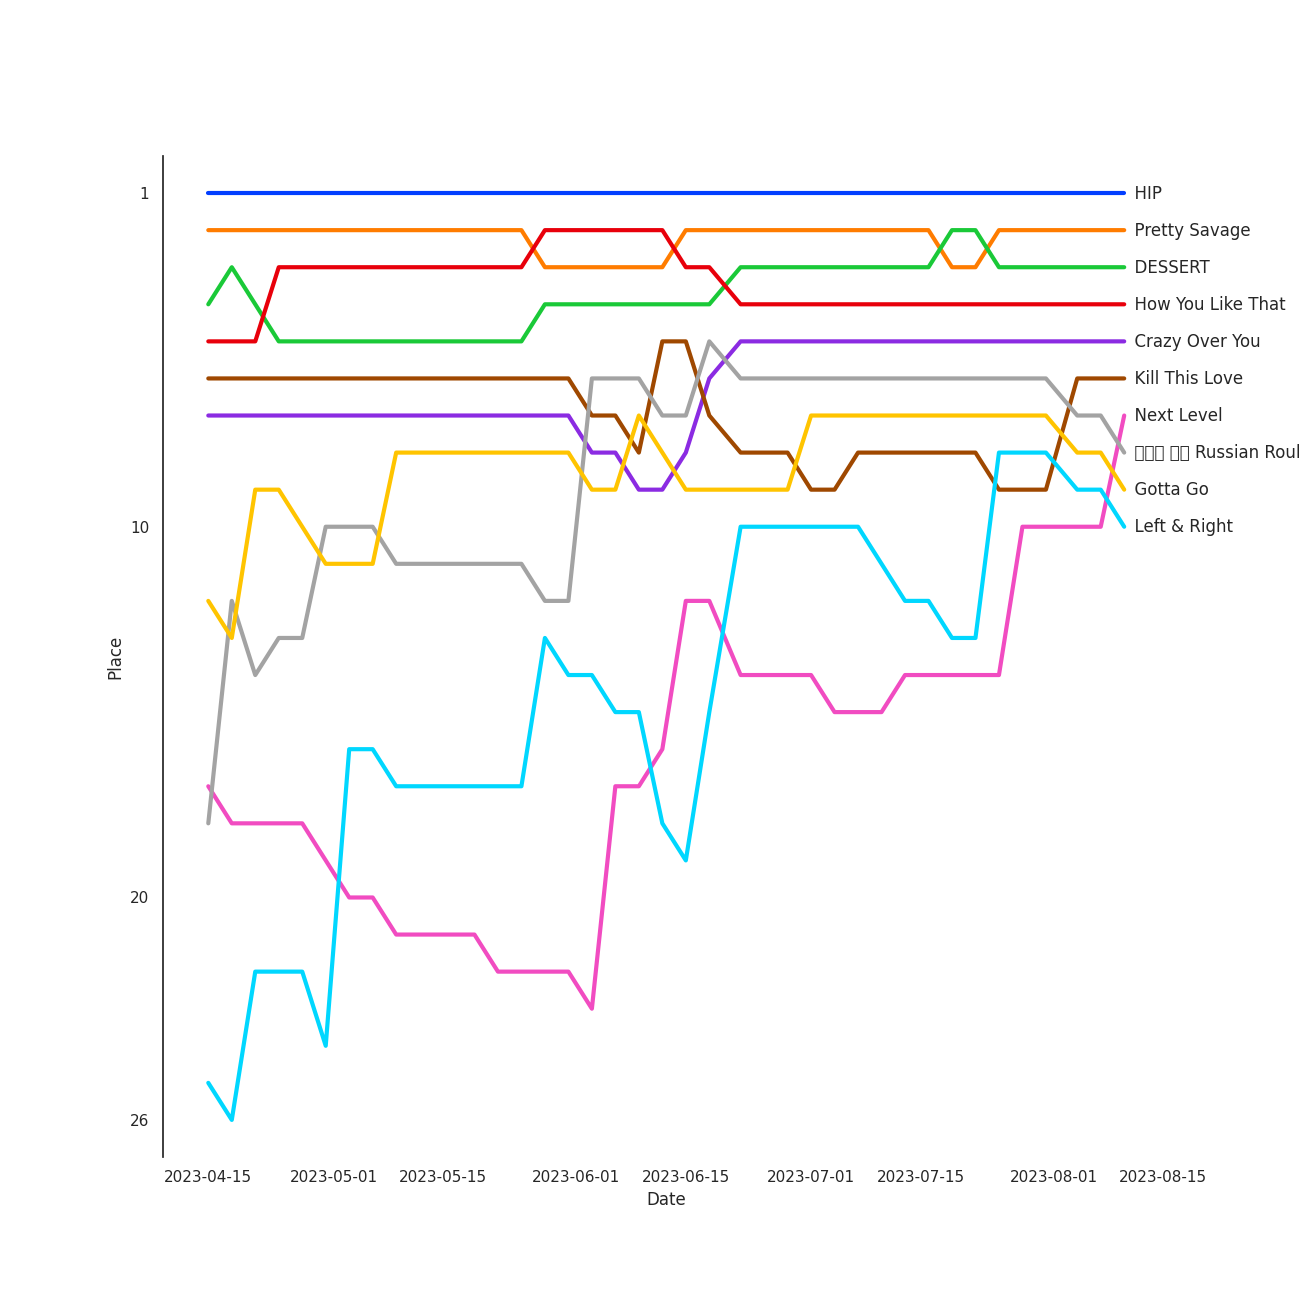 1
HIP
Pretty Savage
DESSERT
How You Like That
Crazy Over You
Kill This Love
Next Level
Russian Roul
Gotta Go
10
Left & Right
Place
20
26
2023-04-15 2023-05-01 2023-05-15 2023-06-01 2023-06-15 2023-07-01 2023-07-15 2023-08-01 2023-08-15
Date